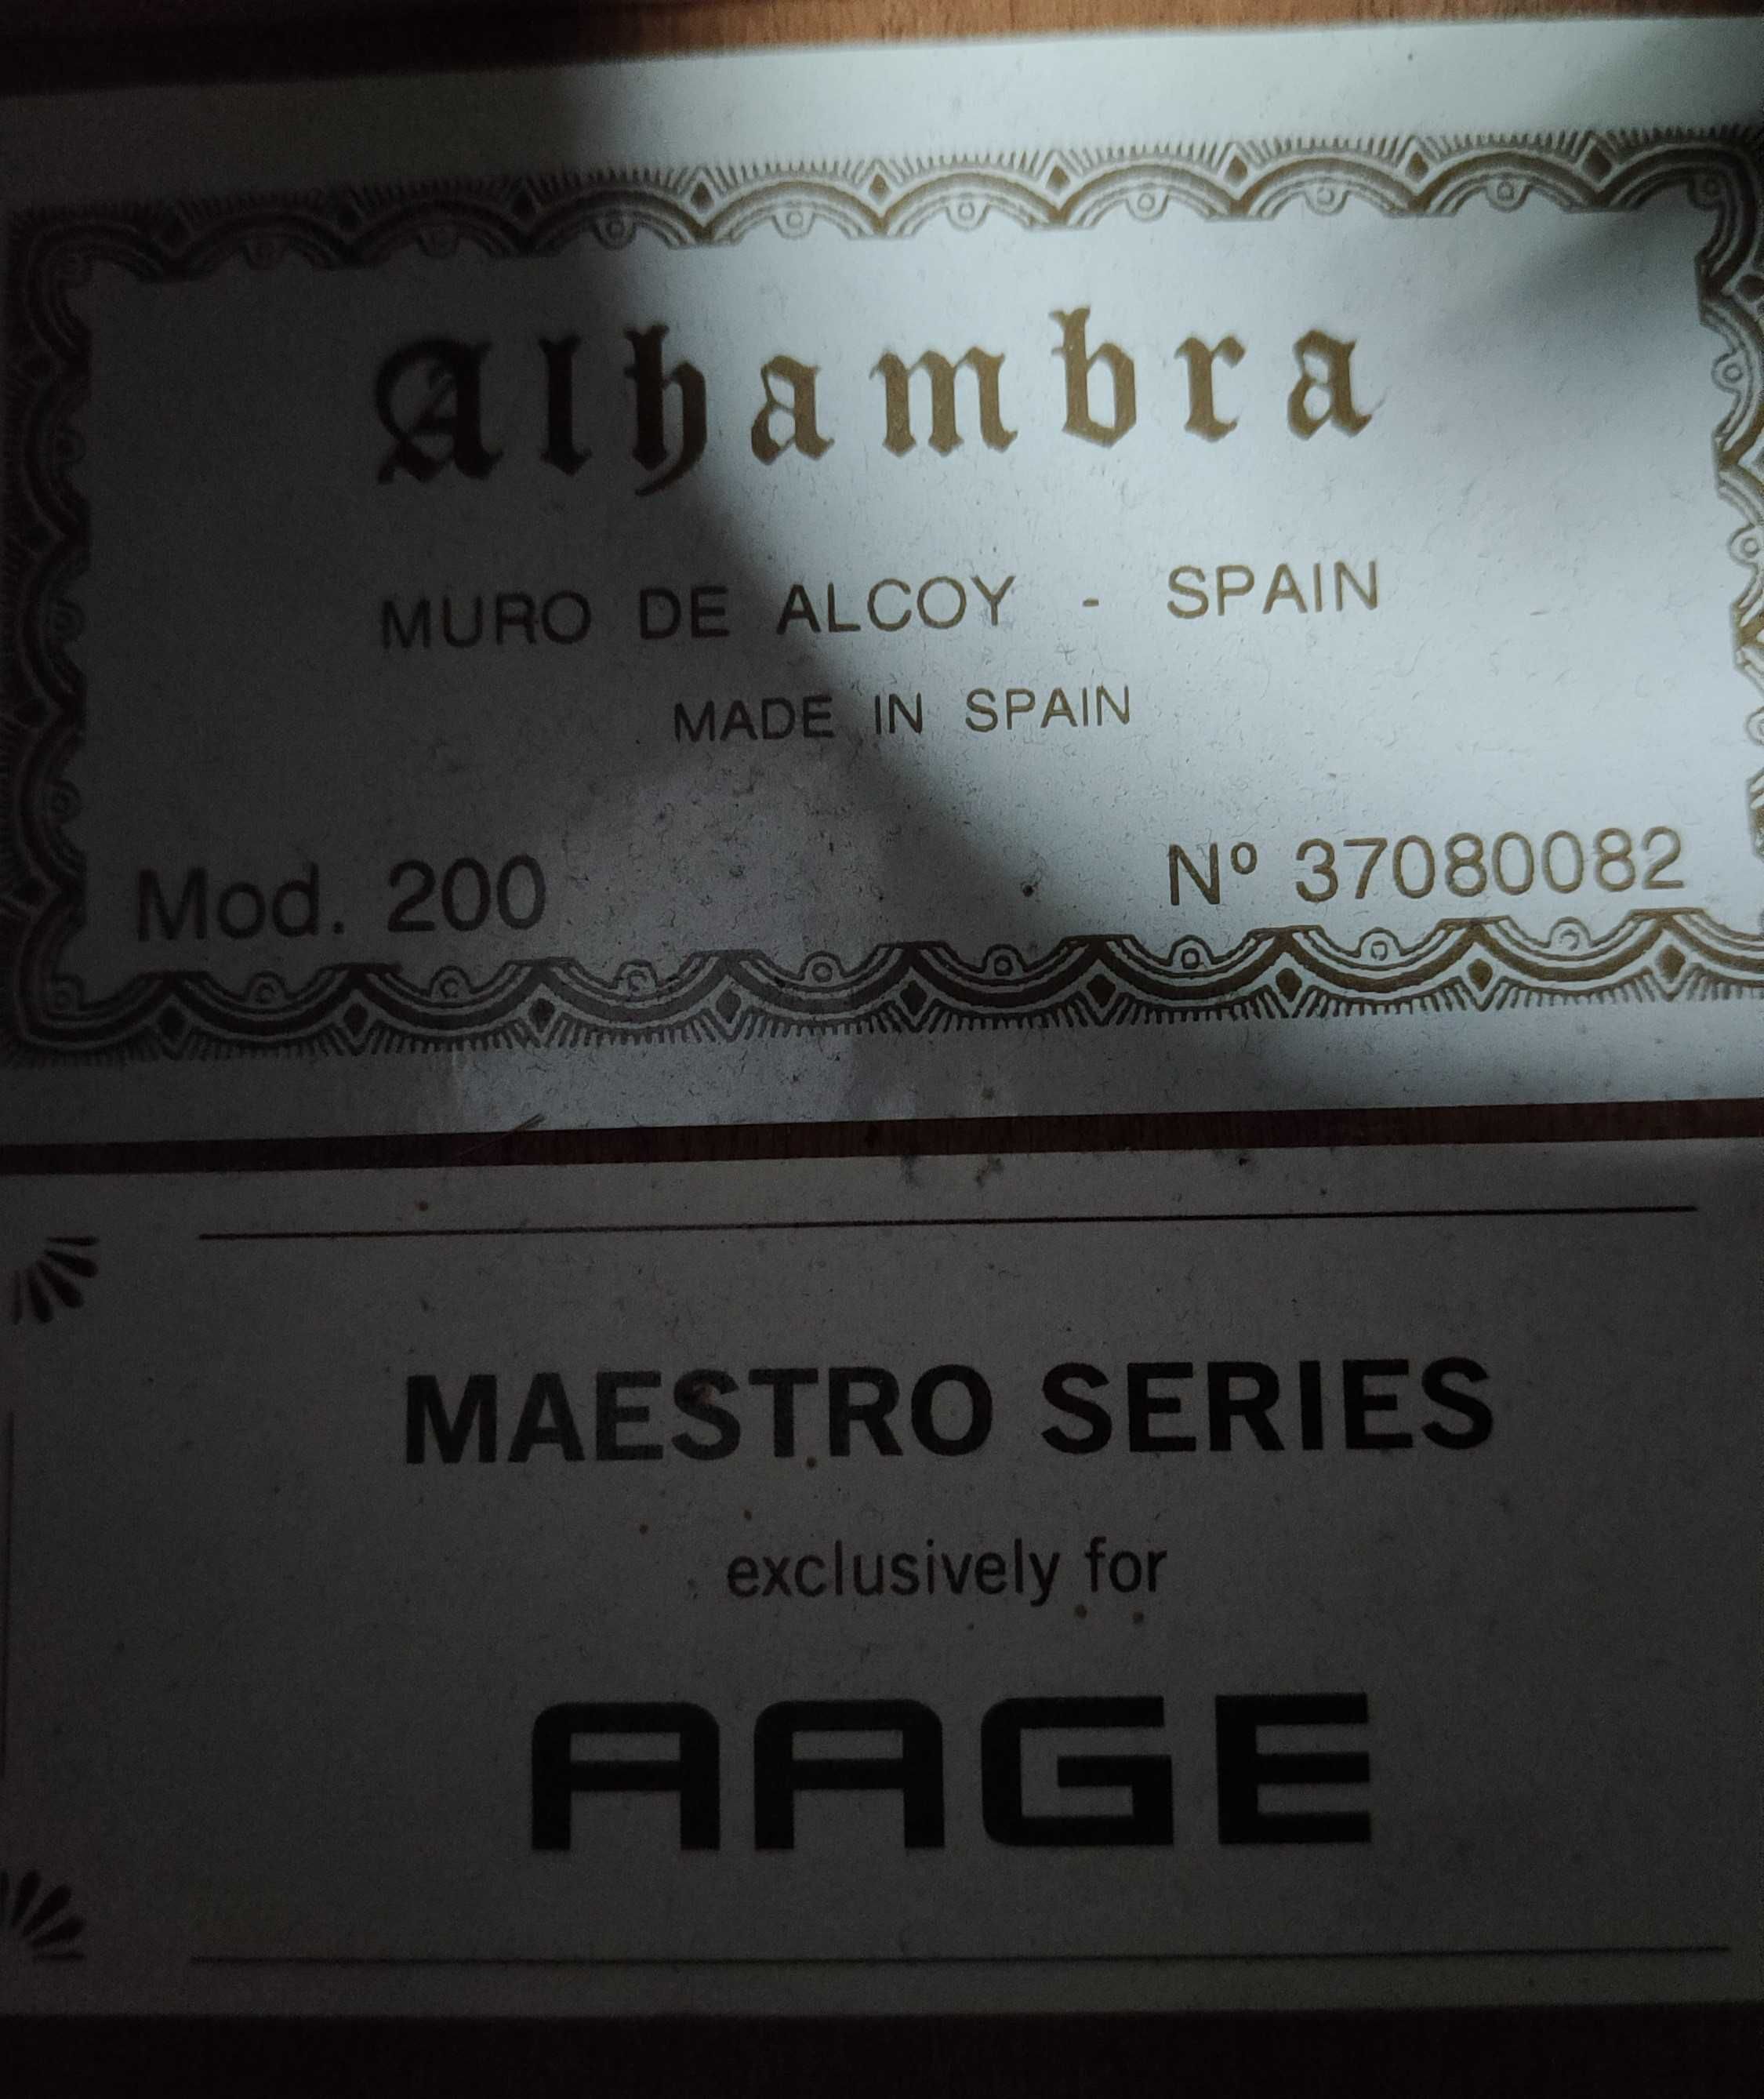 Alhambra
MURO DE ALCOY - SPAIN
MADE IN SPAIN
Mod. 200 Nº 37080082
MAESTRO SERIES
exclusively for
AAGE